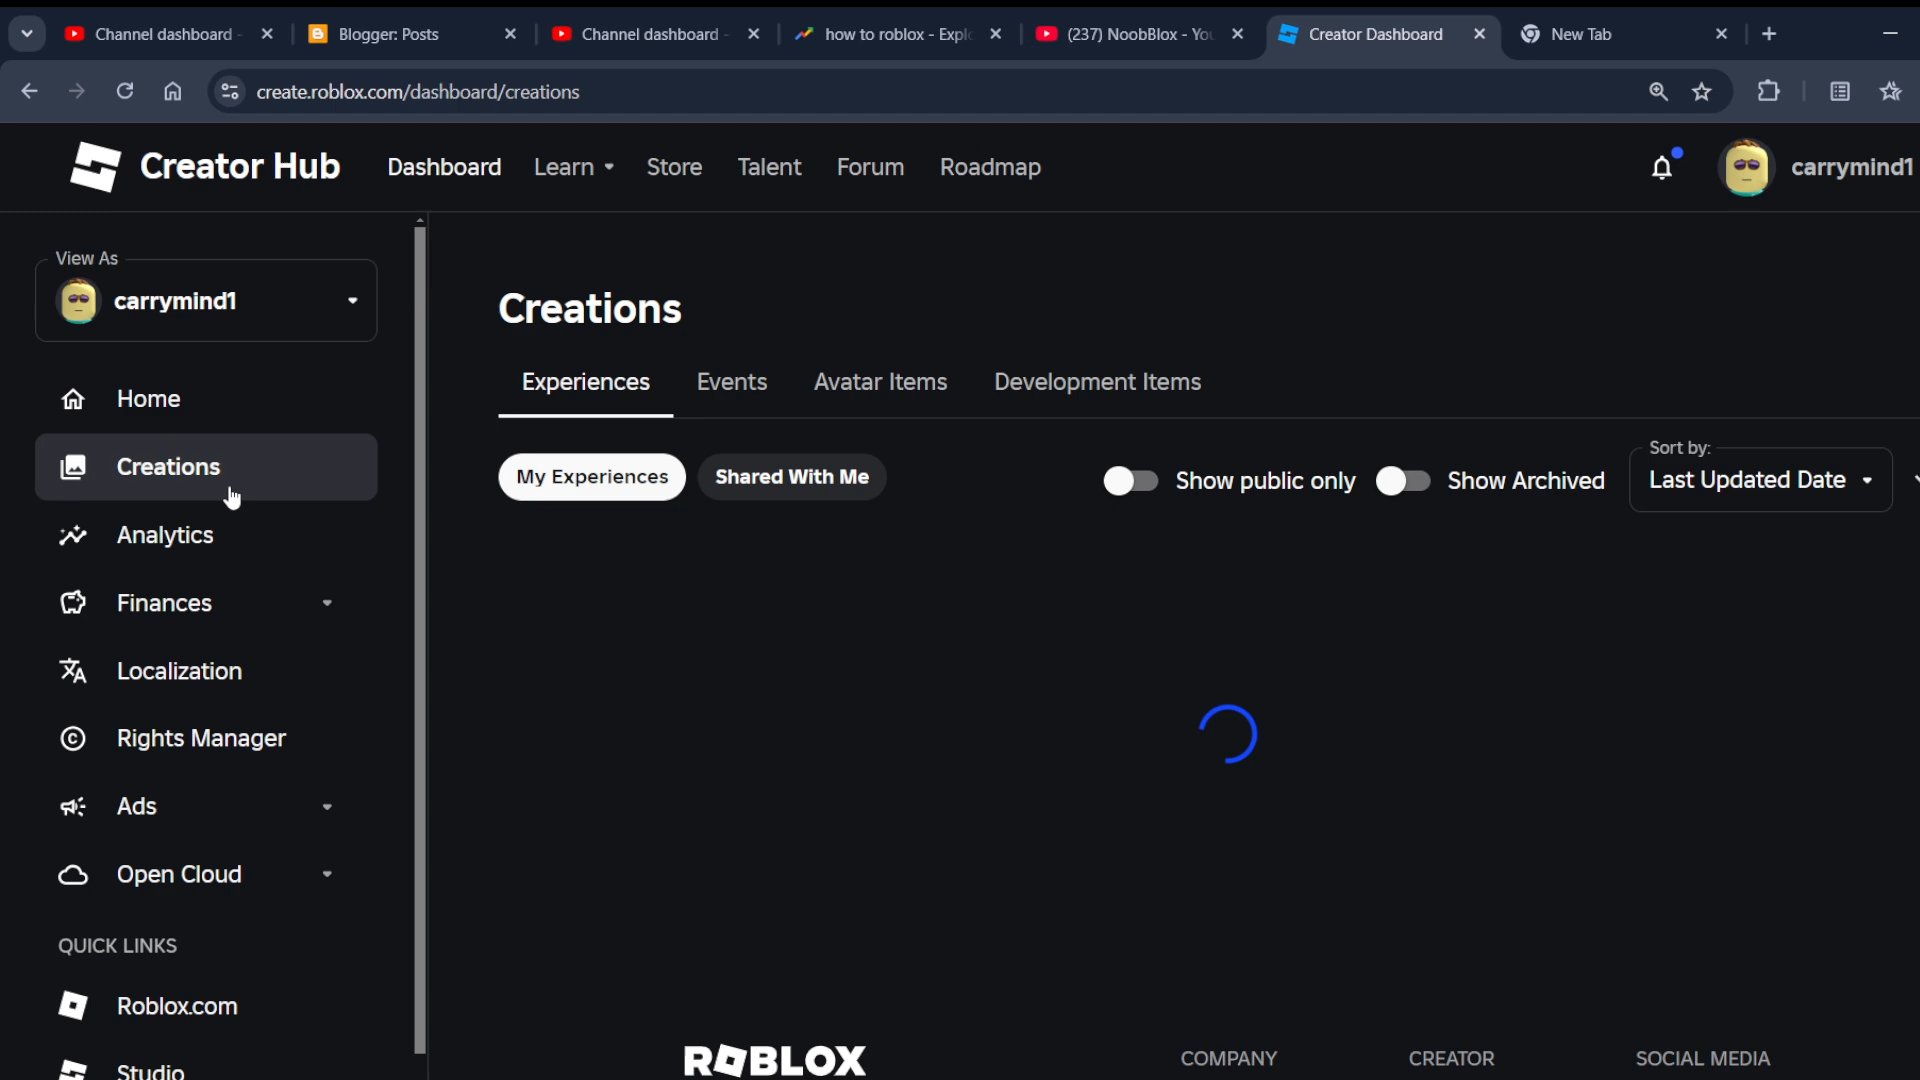 Channel dashboard -
Blogger: Posts
Channel dashboard -
how to roblox - Explo
(237) NoobBlox - You
Creator Dashboard
New Tab
create.roblox.com/dashboard/creations
Creator Hub
Dashboard
Learn
Store
Talent
Forum
Roadmap
carrymind1
View As
carrymind1
Home
Creations
Analytics
Finances
Localization
Rights Manager
Ads
Open Cloud
QUICK LINKS
Roblox.com
Studio
Creations
Experiences
Events
Avatar Items
Development Items
My Experiences
Shared With Me
Show public only
Show Archived
Sort by:
Last Updated Date
ROBLOX
COMPANY
CREATOR
SOCIAL MEDIA